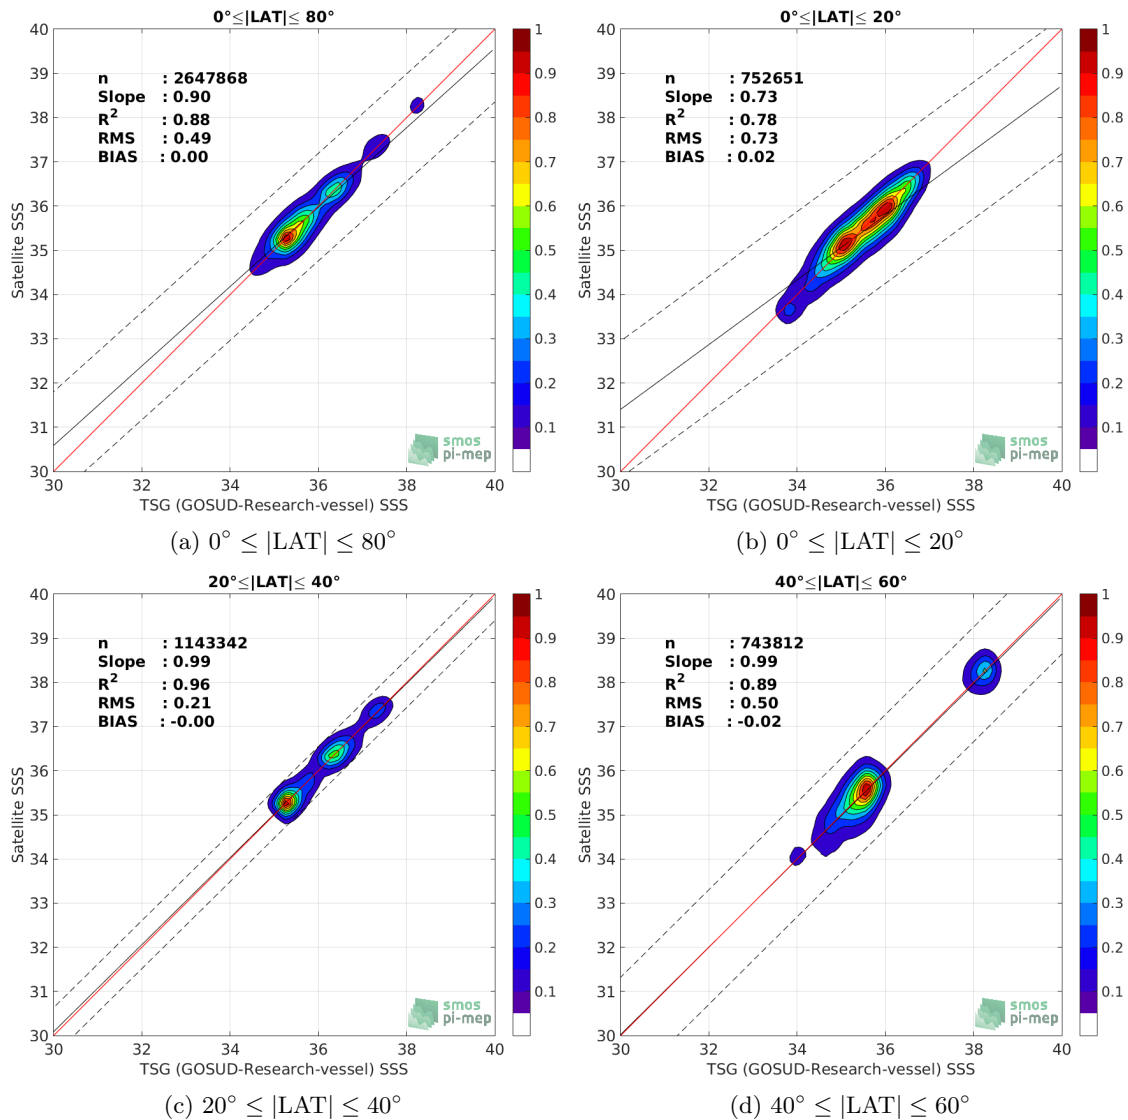 0°≤|LAT|≤ 80°
40
39
38
37
36
35
34
33
32
31
30
Satellite SSS
n : 2647868
Slope : 0.90
R² : 0.88
RMS : 0.49
BIAS : 0.00
smos
pi-mep
30 32 34 36 38 40
TSG (GOSUD-Research-vessel) SSS
1
0.9
0.8
0.7
0.6
0.5
0.4
0.3
0.2
0.1
(a) 0° ≤ |LAT| ≤ 80°
0°≤|LAT|≤ 20°
40
39
38
37
36
35
34
33
32
31
30
Satellite SSS
n : 752651
Slope : 0.73
R² : 0.78
RMS : 0.73
BIAS : 0.02
smos
pi-mep
30 32 34 36 38 40
TSG (GOSUD-Research-vessel) SSS
1
0.9
0.8
0.7
0.6
0.5
0.4
0.3
0.2
0.1
(b) 0° ≤ |LAT| ≤ 20°
20°≤|LAT|≤ 40°
40
39
38
37
36
35
34
33
32
31
30
Satellite SSS
n : 1143342
Slope : 0.99
R² : 0.96
RMS : 0.21
BIAS : -0.00
smos
pi-mep
30 32 34 36 38 40
TSG (GOSUD-Research-vessel) SSS
1
0.9
0.8
0.7
0.6
0.5
0.4
0.3
0.2
0.1
(c) 20° ≤ |LAT| ≤ 40°
40°≤|LAT|≤ 60°
40
39
38
37
36
35
34
33
32
31
30
Satellite SSS
n : 743812
Slope : 0.99
R² : 0.89
RMS : 0.50
BIAS : -0.02
smos
pi-mep
30 32 34 36 38 40
TSG (GOSUD-Research-vessel) SSS
1
0.9
0.8
0.7
0.6
0.5
0.4
0.3
0.2
0.1
(d) 40° ≤ |LAT| ≤ 60°